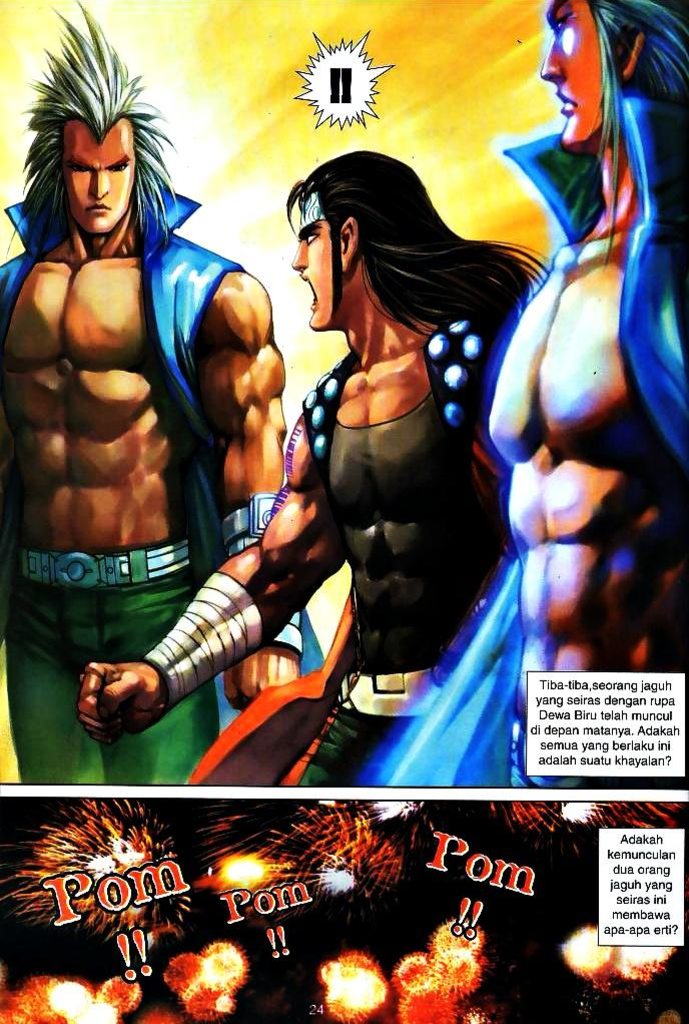 !!
Tiba-tiba,seorang jaguh
yang seiras dengan rupa
Dewa Biru telah muncul
di depan matanya. Adakah
semua yang berlaku ini
adalah suatu khayalan?
Pom
!!
Pom
!!
Pom
!!
Adakah
kemunculan
dua orang
jaguh yang
seiras ini
membawa
apa-apa erti?
24